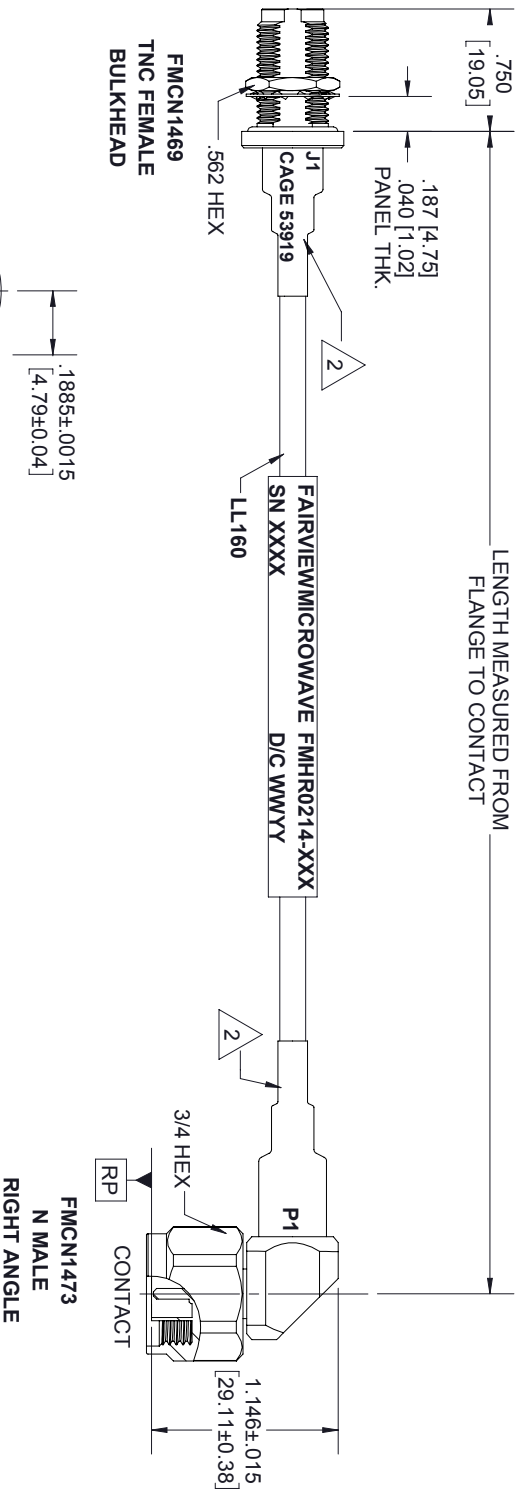 LENGTH MEASURED FROM
FLANGE TO CONTACT
.750
[19.05]
.187 [4.75]
.040 [1.02]
PANEL THK.
2
J1
CAGE 53919
.562 HEX
FMCN1469
TNC FEMALE
BULKHEAD
.1885±.0015
[4.79±0.04]
LL160
FAIRVIEWMICROWAVE FMHR0214-XXX
SN XXXX D/C WWYY
2
P1
3/4 HEX
RP
CONTACT
1.146±.015
[29.11±0.38]
FMCN1473
N MALE
RIGHT ANGLE